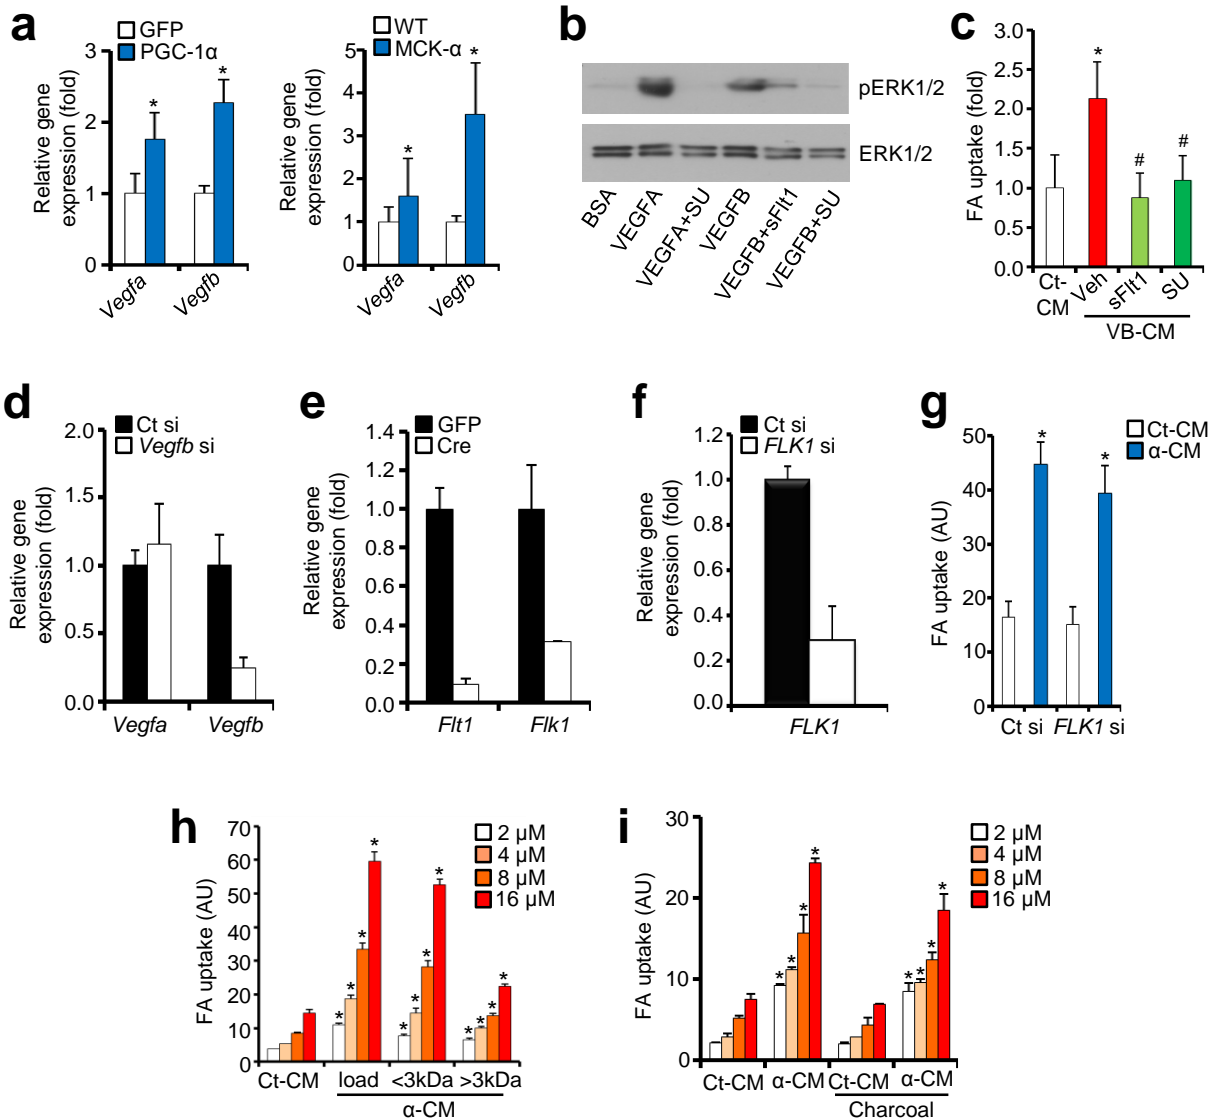 a
GFP
PGC-1α
Relative gene
expression (fold)
3
2
1
0
*
*
Vegfa
Vegfb
WT
MCK-α
Relative gene
expression (fold)
5
4
3
2
1
0
*
*
Vegfa
Vegfb
b
pERK1/2
ERK1/2
BSA
VEGFA
VEGFA+SU
VEGFB
VEGFB+sFlt1
VEGFB+SU
c
FA uptake (fold)
3.0
2.5
2.0
1.5
1.0
0.5
0.0
*
#
#
Ct-
CM
Veh
sFlt1
SU
VB-CM
d
Ct si
Vegfb si
Relative gene
expression (fold)
2.0
1.5
1.0
0.5
0.0
Vegfa
Vegfb
e
GFP
Cre
Relative gene
expression (fold)
1.4
1.2
1.0
0.8
0.6
0.4
0.2
0.0
Flt1
Flk1
f
Ct si
FLK1 si
Relative gene
expression (fold)
1.2
1.0
0.8
0.6
0.4
0.2
0.0
FLK1
g
Ct-CM
α-CM
FA uptake (AU)
50
40
30
20
10
0
*
*
Ct si
FLK1 si
h
2 µM
4 µM
8 µM
16 µM
FA uptake (AU)
70
60
50
40
30
20
10
0
* * * *
* * * *
* * * *
Ct-CM
load
<3kDa
>3kDa
α-CM
i
2 µM
4 µM
8 µM
16 µM
FA uptake (AU)
30
20
10
0
* * * *
* * * *
Ct-CM
α-CM
Ct-CM
α-CM
Charcoal